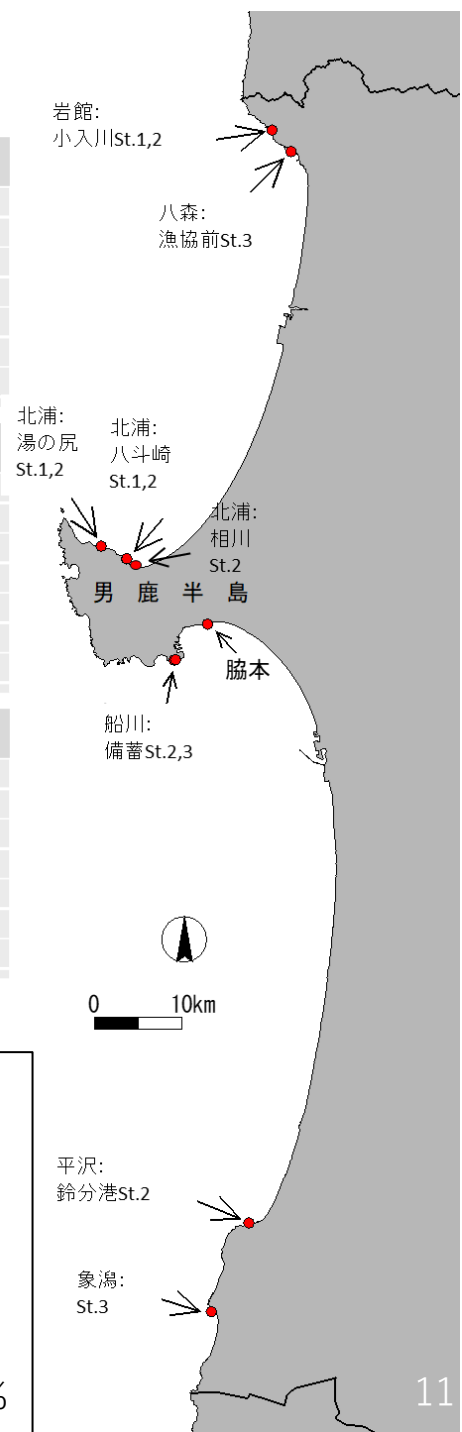 岩館:
小入川St.1,2
八森:
漁協前St.3
北浦:
湯の尻
St.1,2
北浦:
八斗崎
St.1,2
北浦:
相川
St.2
男鹿半島
脇本
船川:
備蓄St.2,3
0 10km
平沢:
鈴分港St.2
象潟:
St.3
%
11